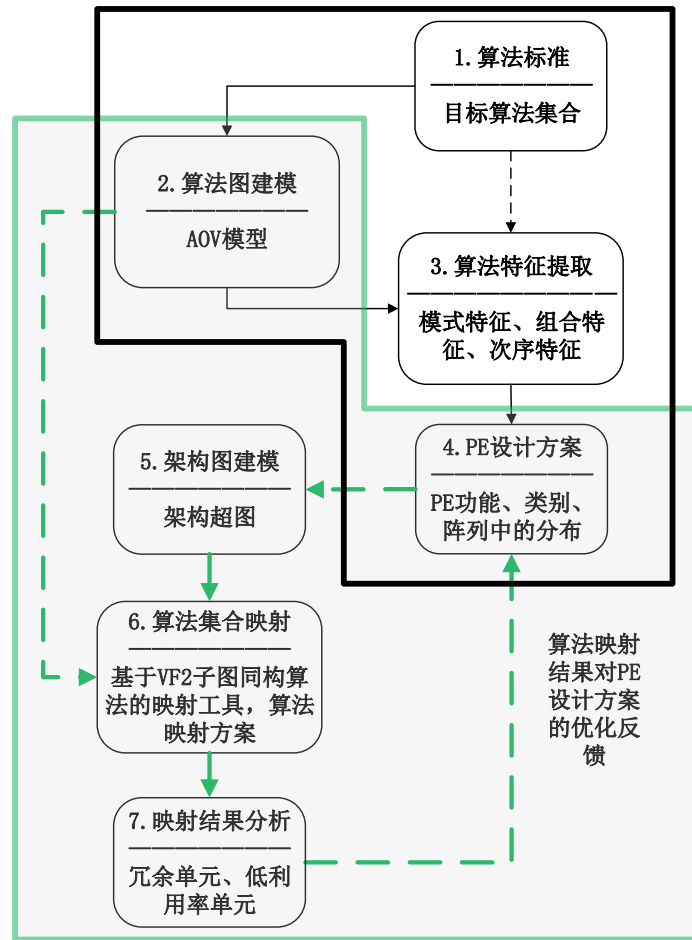 1.算法标准
目标算法集合
2.算法图建模
AOV模型
3.算法特征提取
模式特征、组合特
征、次序特征
4.PE设计方案
PE功能、类别、
阵列中的分布
5.架构图建模
架构超图
6.算法集合映射
基于VF2子图同构算
法的映射工具，算法
映射方案
7.映射结果分析
冗余单元、低利
用率单元
算法映射
结果对PE
设计方案
的优化反
馈